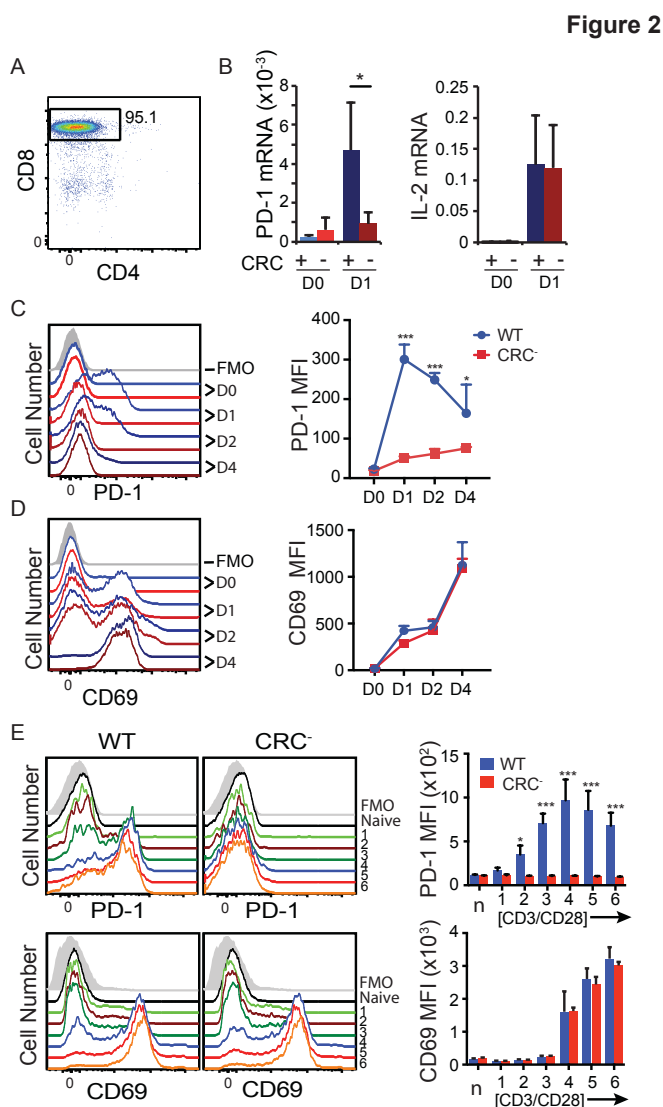 Figure 2
A
95.1
CD8
0
0
CD4
B
PD-1 mRNA (x10-3)
8
6
4
2
0
*
CRC
+ - + -
D0 D1
IL-2 mRNA
0.25
0.2
0.15
0.1
0.05
0
+ - + -
D0 D1
C
Cell Number
FMO
>D0
>D1
>D2
>D4
0
PD-1
PD-1 MFI
400
300
200
100
0
***
***
*
WT
CRC-
D0 D1 D2 D4
D
Cell Number
FMO
>D0
>D1
>D2
>D4
0
CD69
CD69 MFI
1500
1000
500
0
D0 D1 D2 D4
E
WT CRC-
Cell Number
FMO
Naive
1
2
3
4
5
6
0 0
PD-1 PD-1
PD-1 MFI (x102)
15
10
5
0
* *** *** *** ***
WT
CRC-
n 1 2 3 4 5 6
[CD3/CD28]
Cell Number
FMO
Naive
1
2
3
4
5
6
0 0
CD69 CD69
CD69 MFI (x103)
4
3
2
1
0
n 1 2 3 4 5 6
[CD3/CD28]